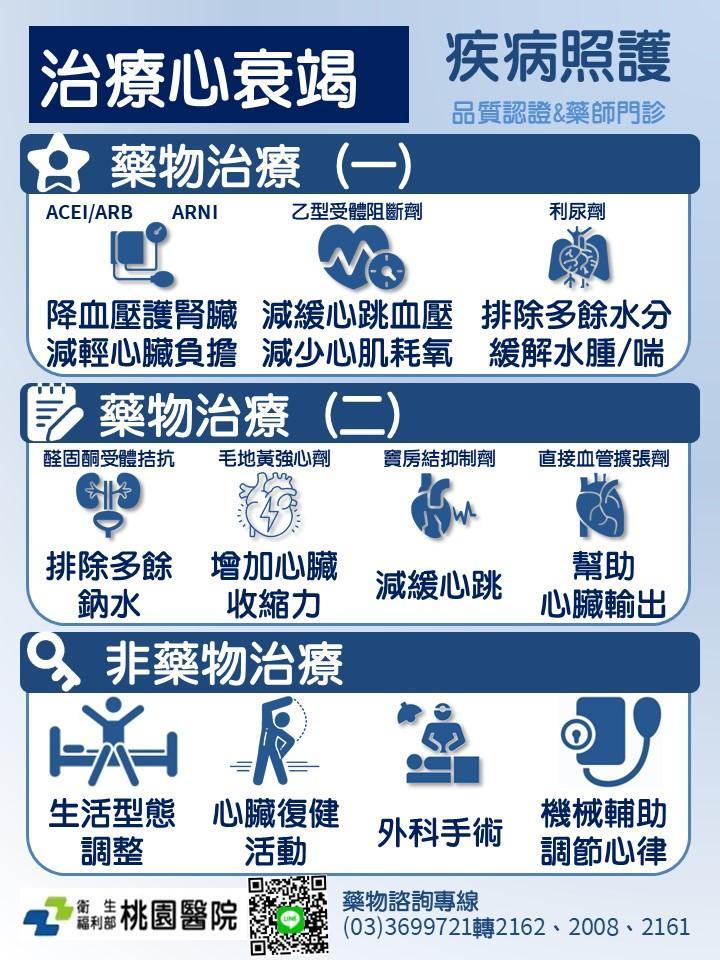 治療心衰竭
疾病照護
品質認證&藥師門診
藥物治療 (一)
ACEI/ARB ARNI
乙型受體阻斷劑
利尿劑
降血壓護腎臟
減輕心臟負擔
減緩心跳血壓
減少心肌耗氧
排除多餘水分
緩解水腫/喘
藥物治療 (二)
醛固酮受體拮抗
毛地黃強心劑
竇房結抑制劑
直接血管擴張劑
排除多餘
鈉水
增加心臟
收縮力
減緩心跳
幫助
心臟輸出
非藥物治療
生活型態
調整
心臟復健
活動
外科手術
機械輔助
調節心律
衛生
福利部
桃園醫院
LINE
藥物諮詢專線
(03)3699721轉2162、2008、2161